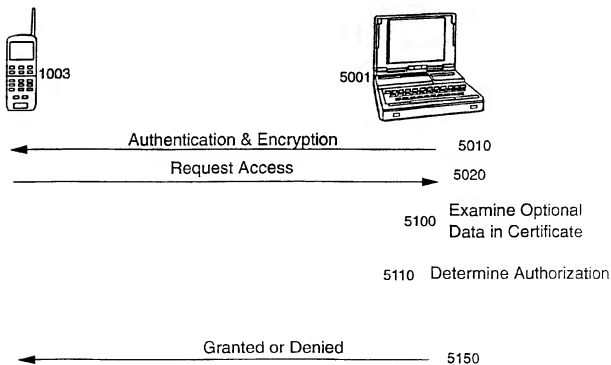 1003
5001
Authentication & Encryption 5010
Request Access 5020
5100 Examine Optional
Data in Certificate
5110 Determine Authorization
Granted or Denied 5150